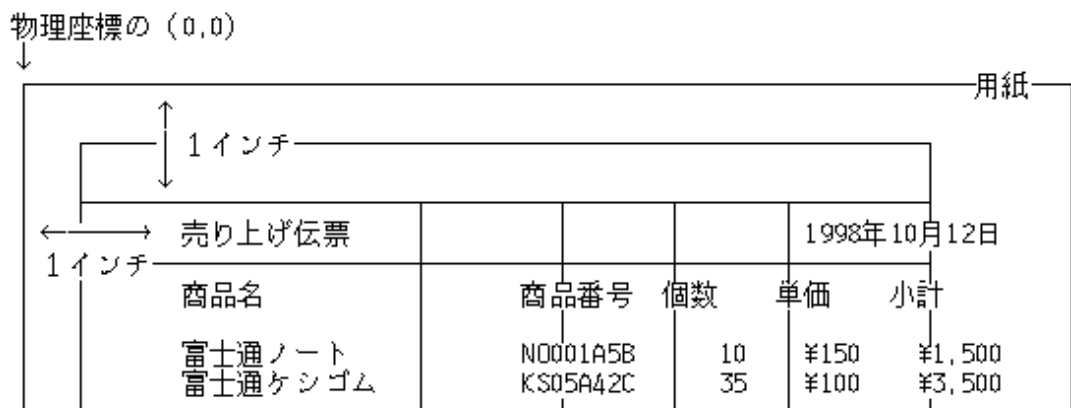 物理座標の（0,0）
↓
用紙
1インチ
売り上げ伝票 1998年10月12日
1インチ
商品名 商品番号 個数 単価 小計
富士通ノート NO001A5B 10 ¥150 ¥1,500
富士通ケシゴム KS05A42C 35 ¥100 ¥3,500